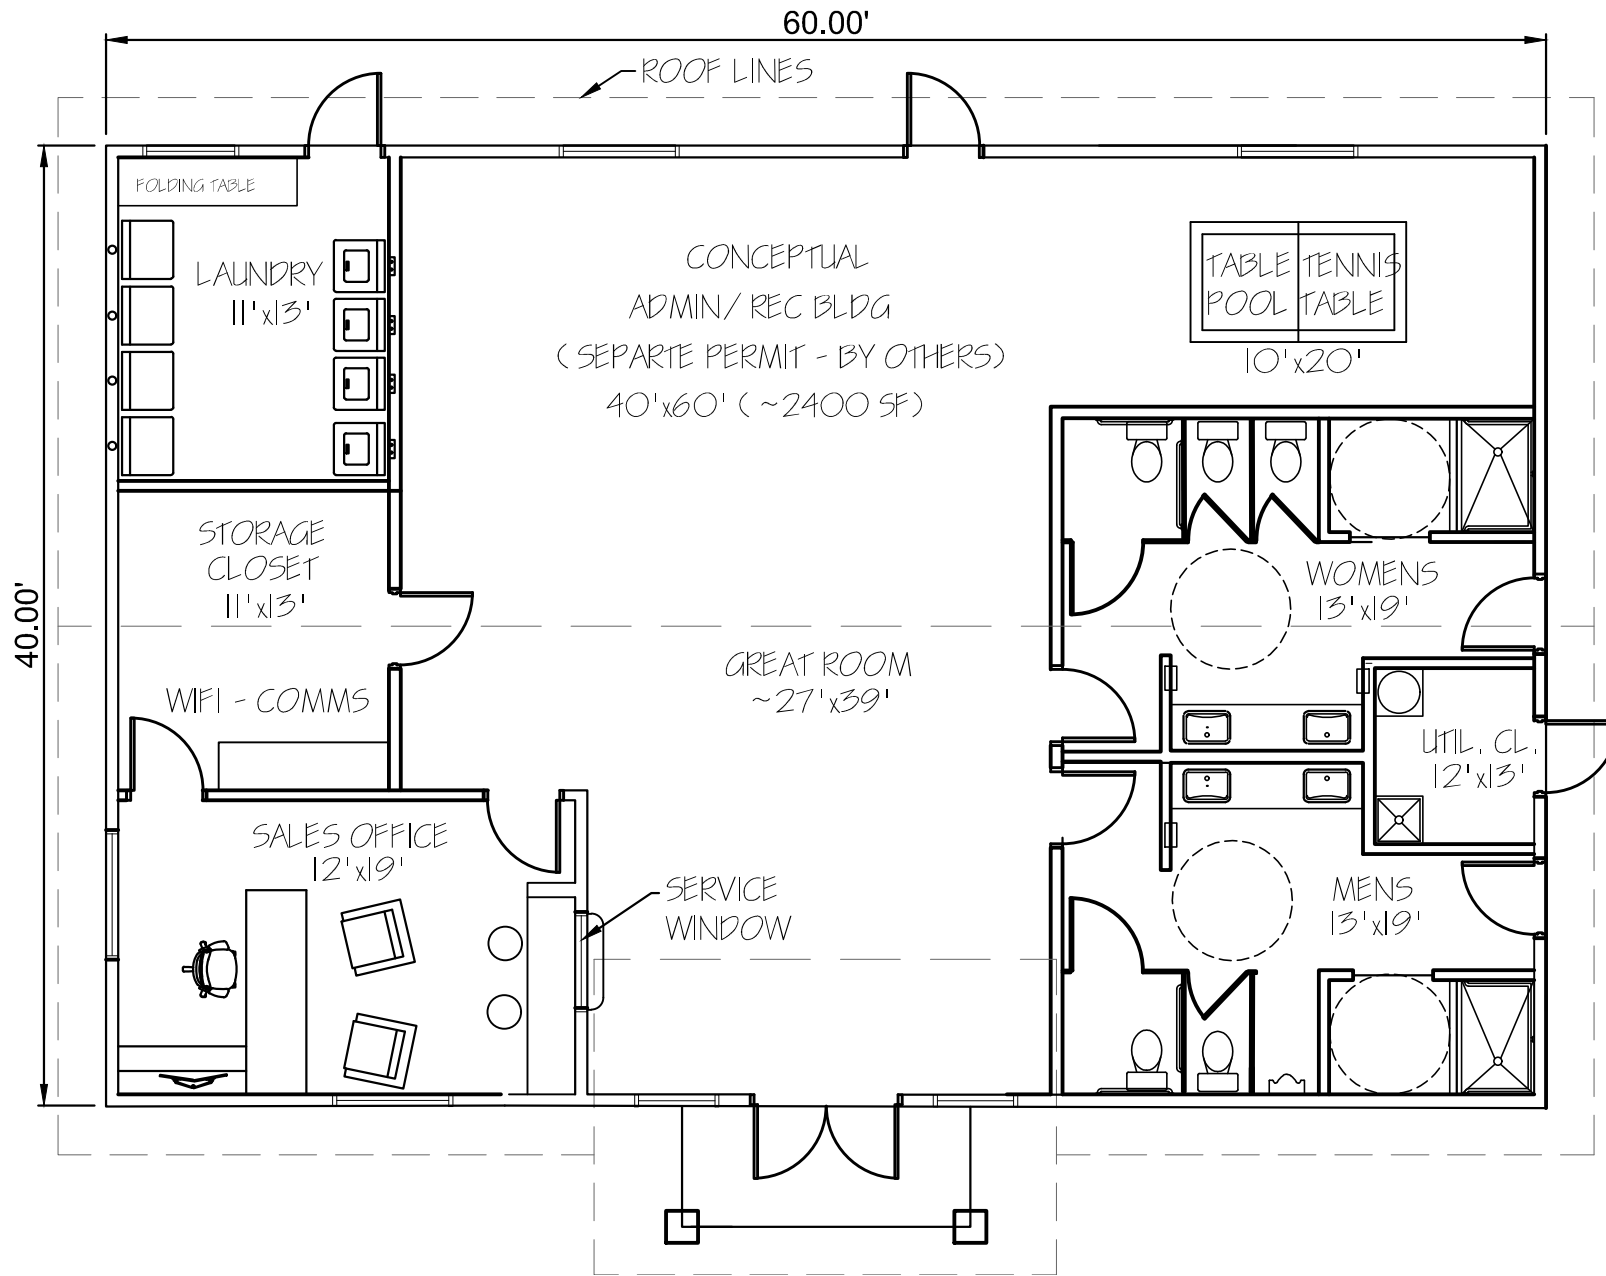 60.00'
ROOF LINES
FOLDING TABLE
LAUNDRY
11'x13'
CONCEPTUAL
ADMIN/ REC BLDG
( SEPARTE PERMIT - BY OTHERS)
40'x60' ( ~2400 SF)
TABLE TENNIS
POOL TABLE
10'x20'
STORAGE
CLOSET
11'x13'
WIFI - COMMS
40.00'
GREAT ROOM
~27'x39'
WOMENS
13'x19'
UTIL. CL.
12'x13'
SALES OFFICE
12'x19'
SERVICE
WINDOW
MENS
13'x19'